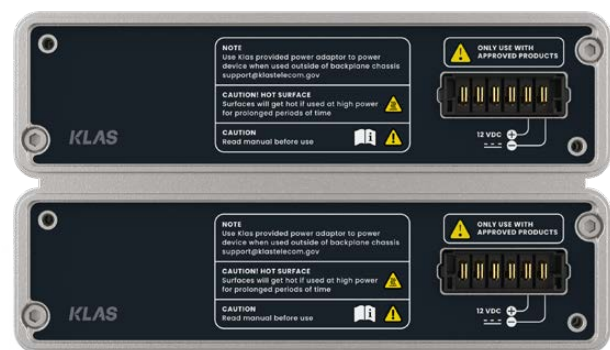 NOTE
Use Klas provided power adaptor to power
device when used outside of backplane chassis
support@klastelecom.gov
CAUTION! HOT SURFACE
Surfaces will get hot if used at high power
for prolonged periods of time
CAUTION
Read manual before use
ONLY USE WITH
APPROVED PRODUCTS
12 VDC
KLAS
NOTE
Use Klas provided power adaptor to power
device when used outside of backplane chassis
support@klastelecom.gov
CAUTION! HOT SURFACE
Surfaces will get hot if used at high power
for prolonged periods of time
CAUTION
Read manual before use
ONLY USE WITH
APPROVED PRODUCTS
12 VDC
KLAS